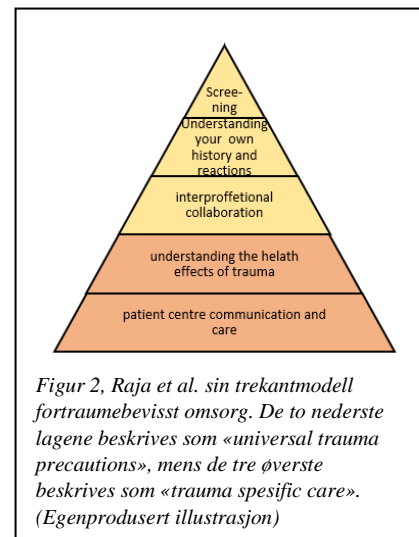 Scree-
ning
Understanding
your own
history and
reactions
interproffetional
collaboration
understanding the helath
effects of trauma
patient centre communication and
care
Figur 2, Raja et al. sin trekantmodell
fortraumebevisst omsorg. De to nederste
lagene beskrives som «universal trauma
precautions», mens de tre øverste
beskrives som «trauma spesific care».
(Egenprodusert illustrasjon)